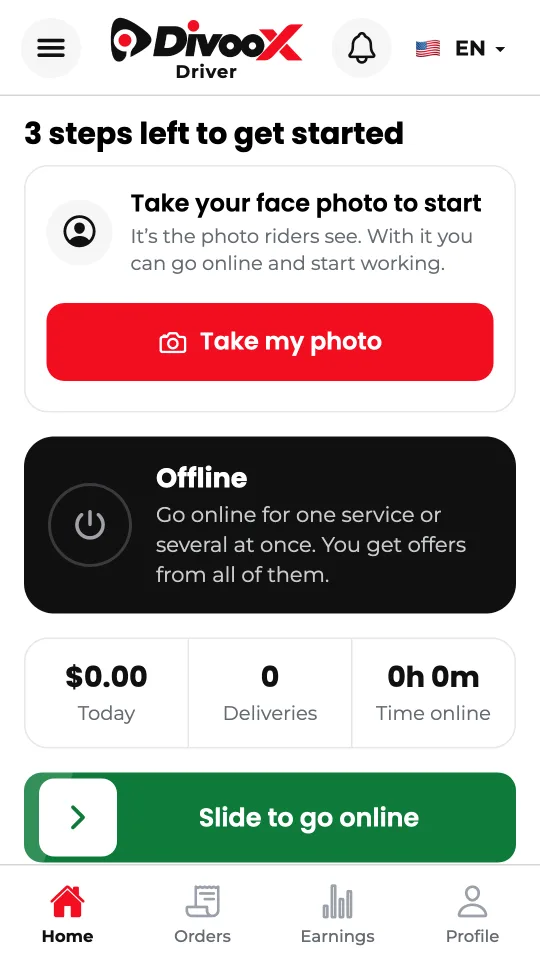 DivooX
EN
Driver
3 steps left to get started
Take your face photo to start
It’s the photo riders see. With it you
can go online and start working.
Take my photo
Offline
Go online for one service or
several at once. You get offers
from all of them.
$0.00
Today
0
Deliveries
0h 0m
Time online
Slide to go online
Home
Orders
Earnings
Profile